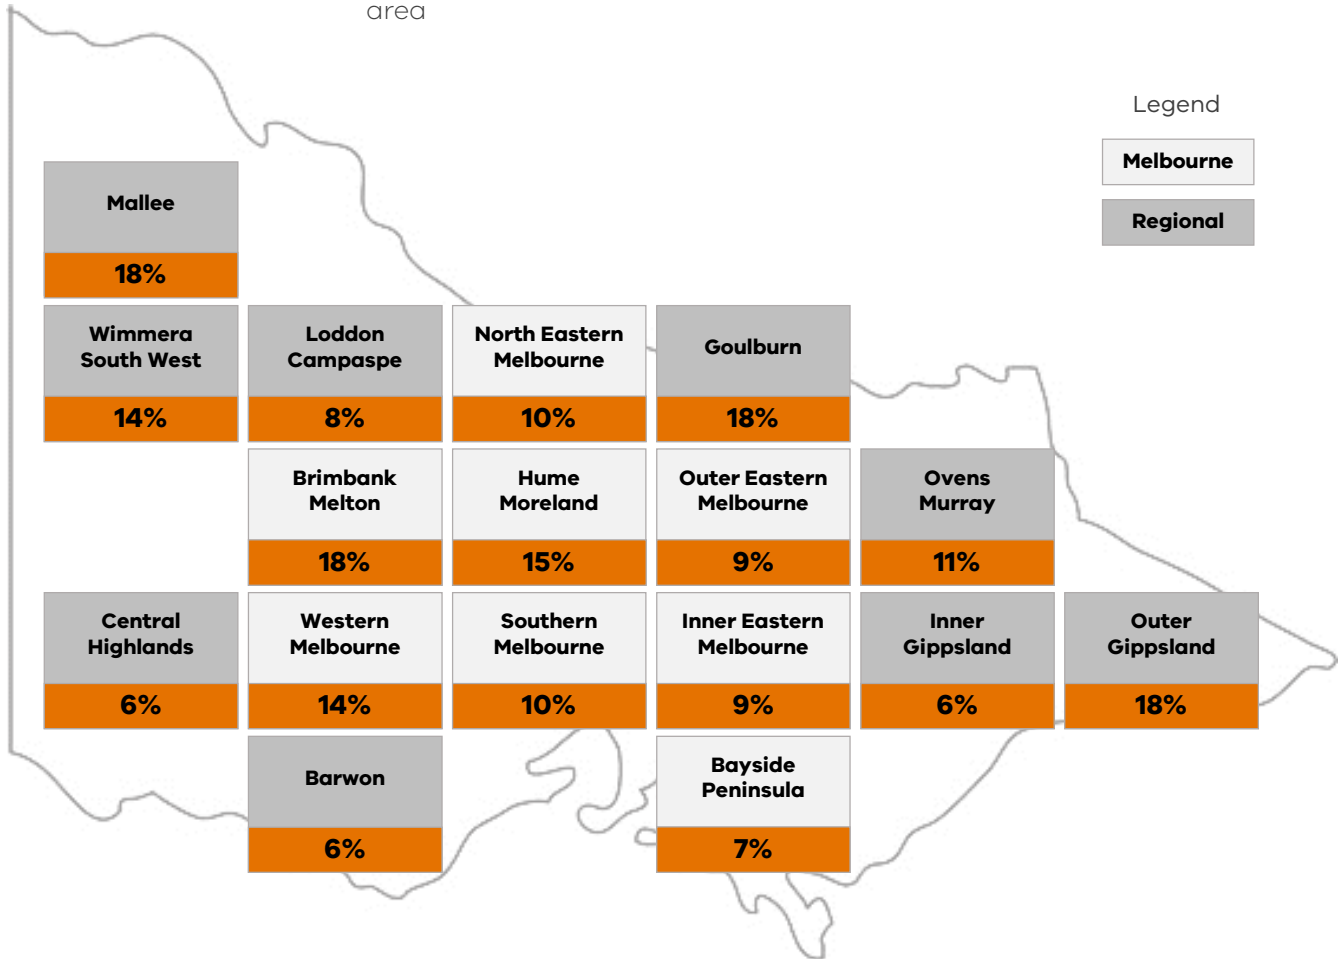 area
Legend
Melbourne
Regional
Mallee
18%
Wimmera
South West
14%
Loddon
Campaspe
8%
North Eastern
Melbourne
10%
Goulburn
18%
Brimbank
Melton
18%
Hume
Moreland
15%
Outer Eastern
Melbourne
9%
Ovens
Murray
11%
Central
Highlands
6%
Western
Melbourne
14%
Southern
Melbourne
10%
Inner Eastern
Melbourne
9%
Inner
Gippsland
6%
Outer
Gippsland
18%
Barwon
6%
Bayside
Peninsula
7%